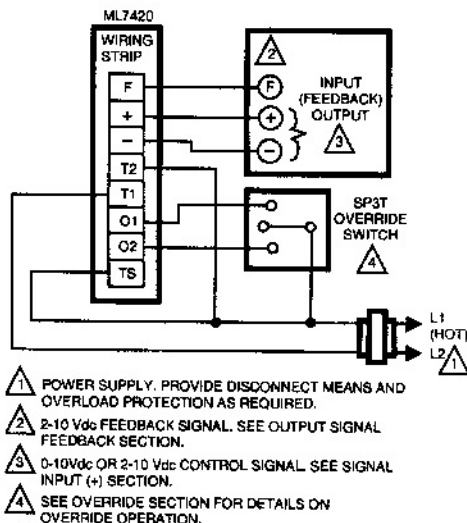 ML7420
WIRING
STRIP
F
+
−
T2
T1
O1
O2
TS
2
F
+
−
INPUT
(FEEDBACK)
OUTPUT
3
SP3T
OVERRIDE
SWITCH
4
L1
(HOT)
L2
1
1 POWER SUPPLY. PROVIDE DISCONNECT MEANS AND
OVERLOAD PROTECTION AS REQUIRED.
2 2-10 Vdc FEEDBACK SIGNAL. SEE OUTPUT SIGNAL
FEEDBACK SECTION.
3 0-10Vdc OR 2-10 Vdc CONTROL SIGNAL. SEE SIGNAL
INPUT (+) SECTION.
4 SEE OVERRIDE SECTION FOR DETAILS ON
OVERRIDE OPERATION.